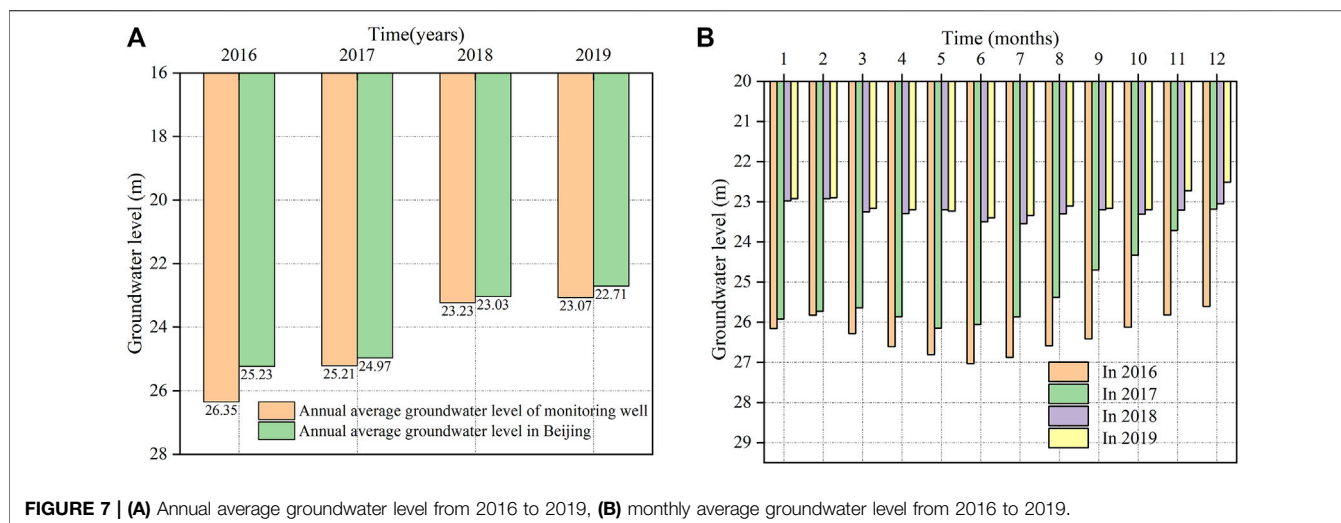 A
Time(years)
2016 2017 2018 2019
16
18
20
22
24
26
28
Groundwater level (m)
26.35
25.23
25.21
24.97
23.23
23.03
23.07
22.71
Annual average groundwater level of monitoring well
Annual average groundwater level in Beijing
B
Time (months)
1 2 3 4 5 6 7 8 9 10 11 12
20
21
22
23
24
25
26
27
28
29
Groundwater level (m)
In 2016
In 2017
In 2018
In 2019
FIGURE 7 | (A) Annual average groundwater level from 2016 to 2019, (B) monthly average groundwater level from 2016 to 2019.